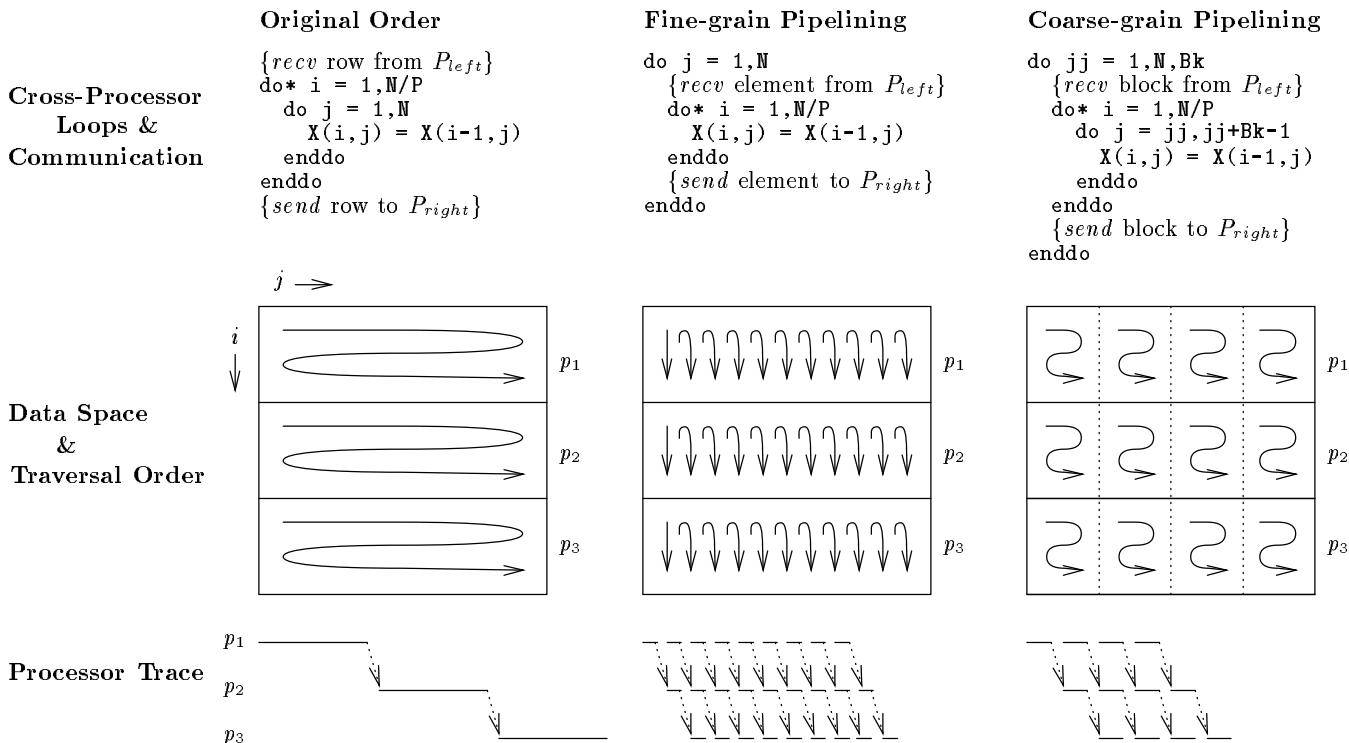 Original Order
Fine-grain Pipelining
Coarse-grain Pipelining
Cross-Processor
Loops &
Communication
{recv row from P_left}
do* i = 1,N/P
do j = 1,N
X(i,j) = X(i-1,j)
enddo
enddo
{send row to P_right}
do j = 1,N
{recv element from P_left}
do* i = 1,N/P
X(i,j) = X(i-1,j)
enddo
{send element to P_right}
enddo
do jj = 1,N,Bk
{recv block from P_left}
do* i = 1,N/P
do j = jj,jj+Bk-1
X(i,j) = X(i-1,j)
enddo
enddo
{send block to P_right}
enddo
Data Space
&
Traversal Order
j
i
p1
p2
p3
p1
p2
p3
p1
p2
p3
Processor Trace
p1
p2
p3